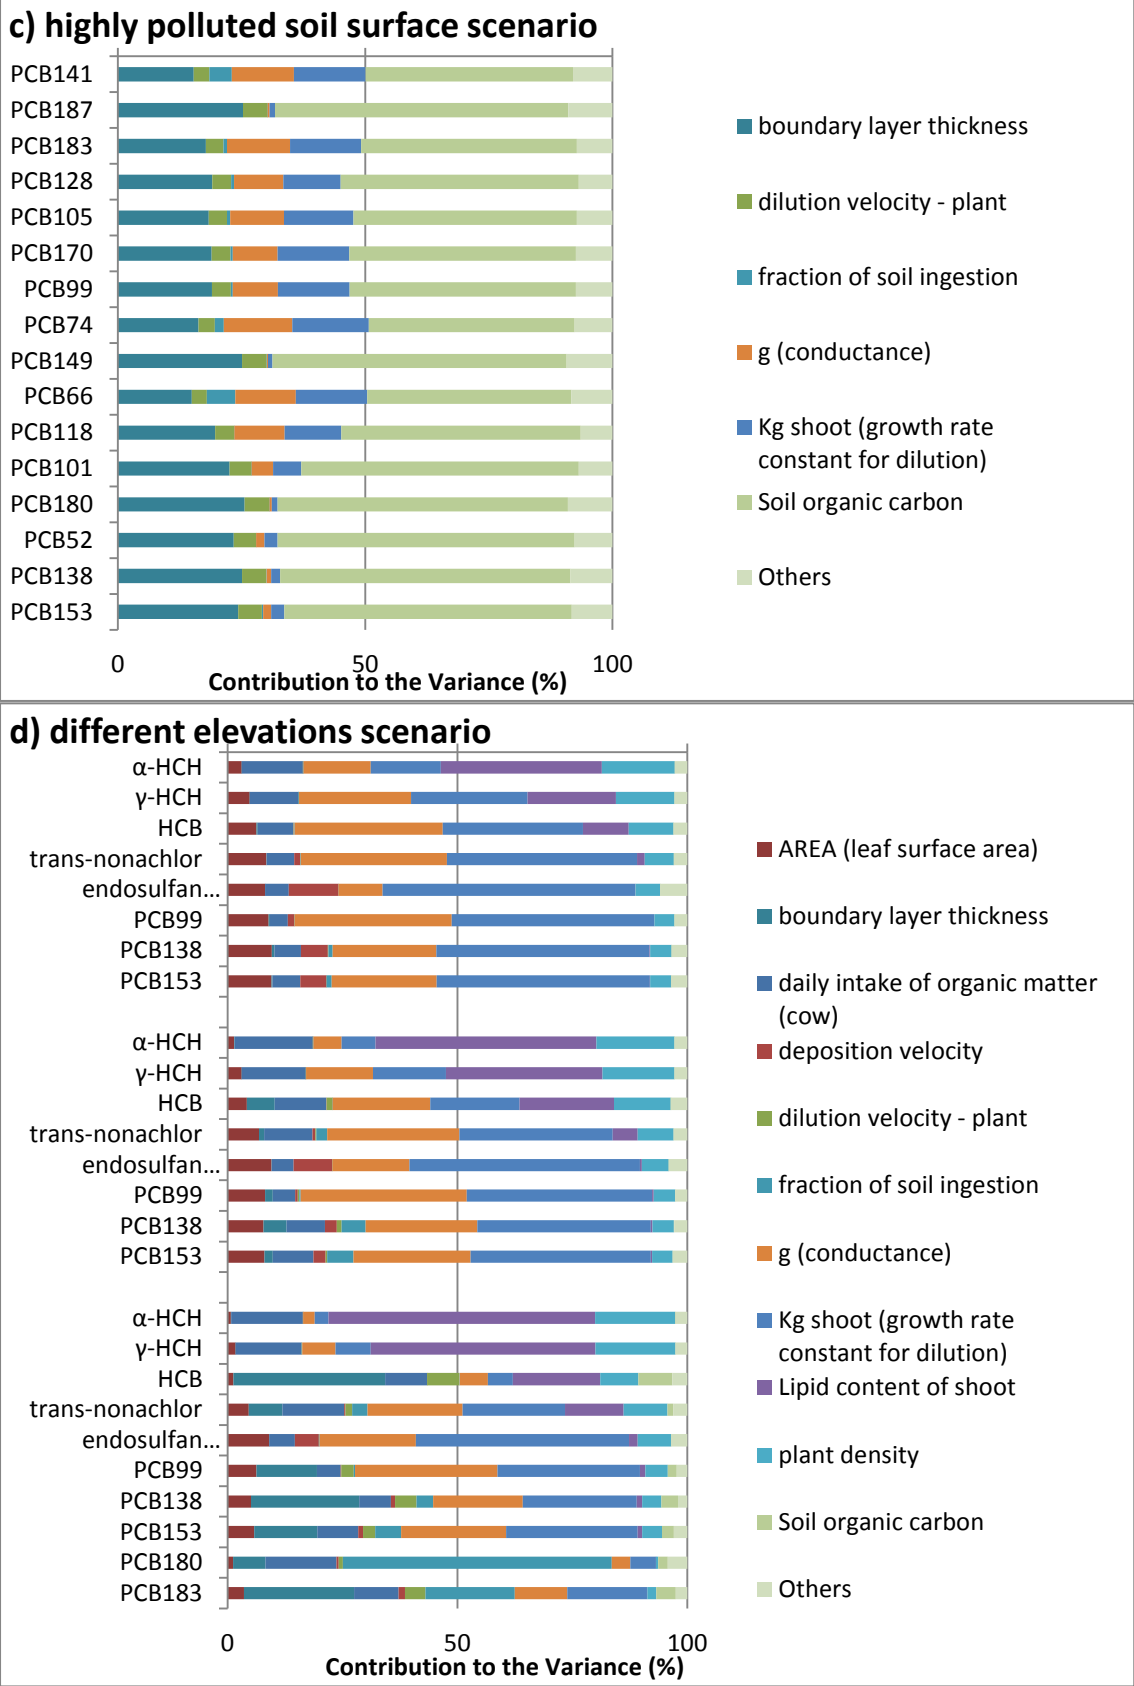 c) highly polluted soil surface scenario
PCB141
PCB187
PCB183
PCB128
PCB105
PCB170
PCB99
PCB74
PCB149
PCB66
PCB118
PCB101
PCB180
PCB52
PCB138
PCB153
0
50
100
Contribution to the Variance (%)
boundary layer thickness
dilution velocity - plant
fraction of soil ingestion
g (conductance)
Kg shoot (growth rate
constant for dilution)
Soil organic carbon
Others
d) different elevations scenario
α-HCH
γ-HCH
HCB
trans-nonachlor
endosulfan...
PCB99
PCB138
PCB153
α-HCH
γ-HCH
HCB
trans-nonachlor
endosulfan...
PCB99
PCB138
PCB153
α-HCH
γ-HCH
HCB
trans-nonachlor
endosulfan...
PCB99
PCB138
PCB153
PCB180
PCB183
0
50
100
Contribution to the Variance (%)
AREA (leaf surface area)
boundary layer thickness
daily intake of organic matter
(cow)
deposition velocity
dilution velocity - plant
fraction of soil ingestion
g (conductance)
Kg shoot (growth rate
constant for dilution)
Lipid content of shoot
plant density
Soil organic carbon
Others